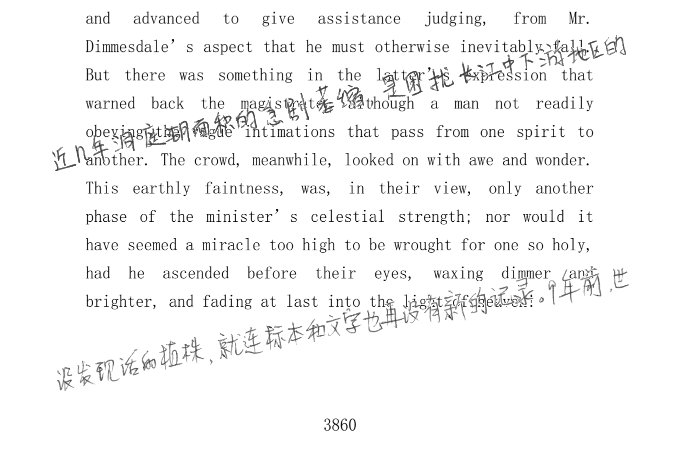 and advanced to give assistance judging, from Mr.
Dimmesdale's aspect that he must otherwise inevitably fall.
But there was something in the latter's expression that
warned back the magistrate, although a man not readily
obeying the vague intimations that pass from one spirit to
another. The crowd, meanwhile, looked on with awe and wonder.
This earthly faintness, was, in their view, only another
phase of the minister's celestial strength; nor would it
have seemed a miracle too high to be wrought for one so holy,
had he ascended before their eyes, waxing dimmer and
brighter, and fading at last into the light of heaven!
近几年洞庭湖面积的急剧萎缩 是困扰长江中下游地区的
没发现活的植株，就连标本和文字也再没有新的记录。9年前，世
3860